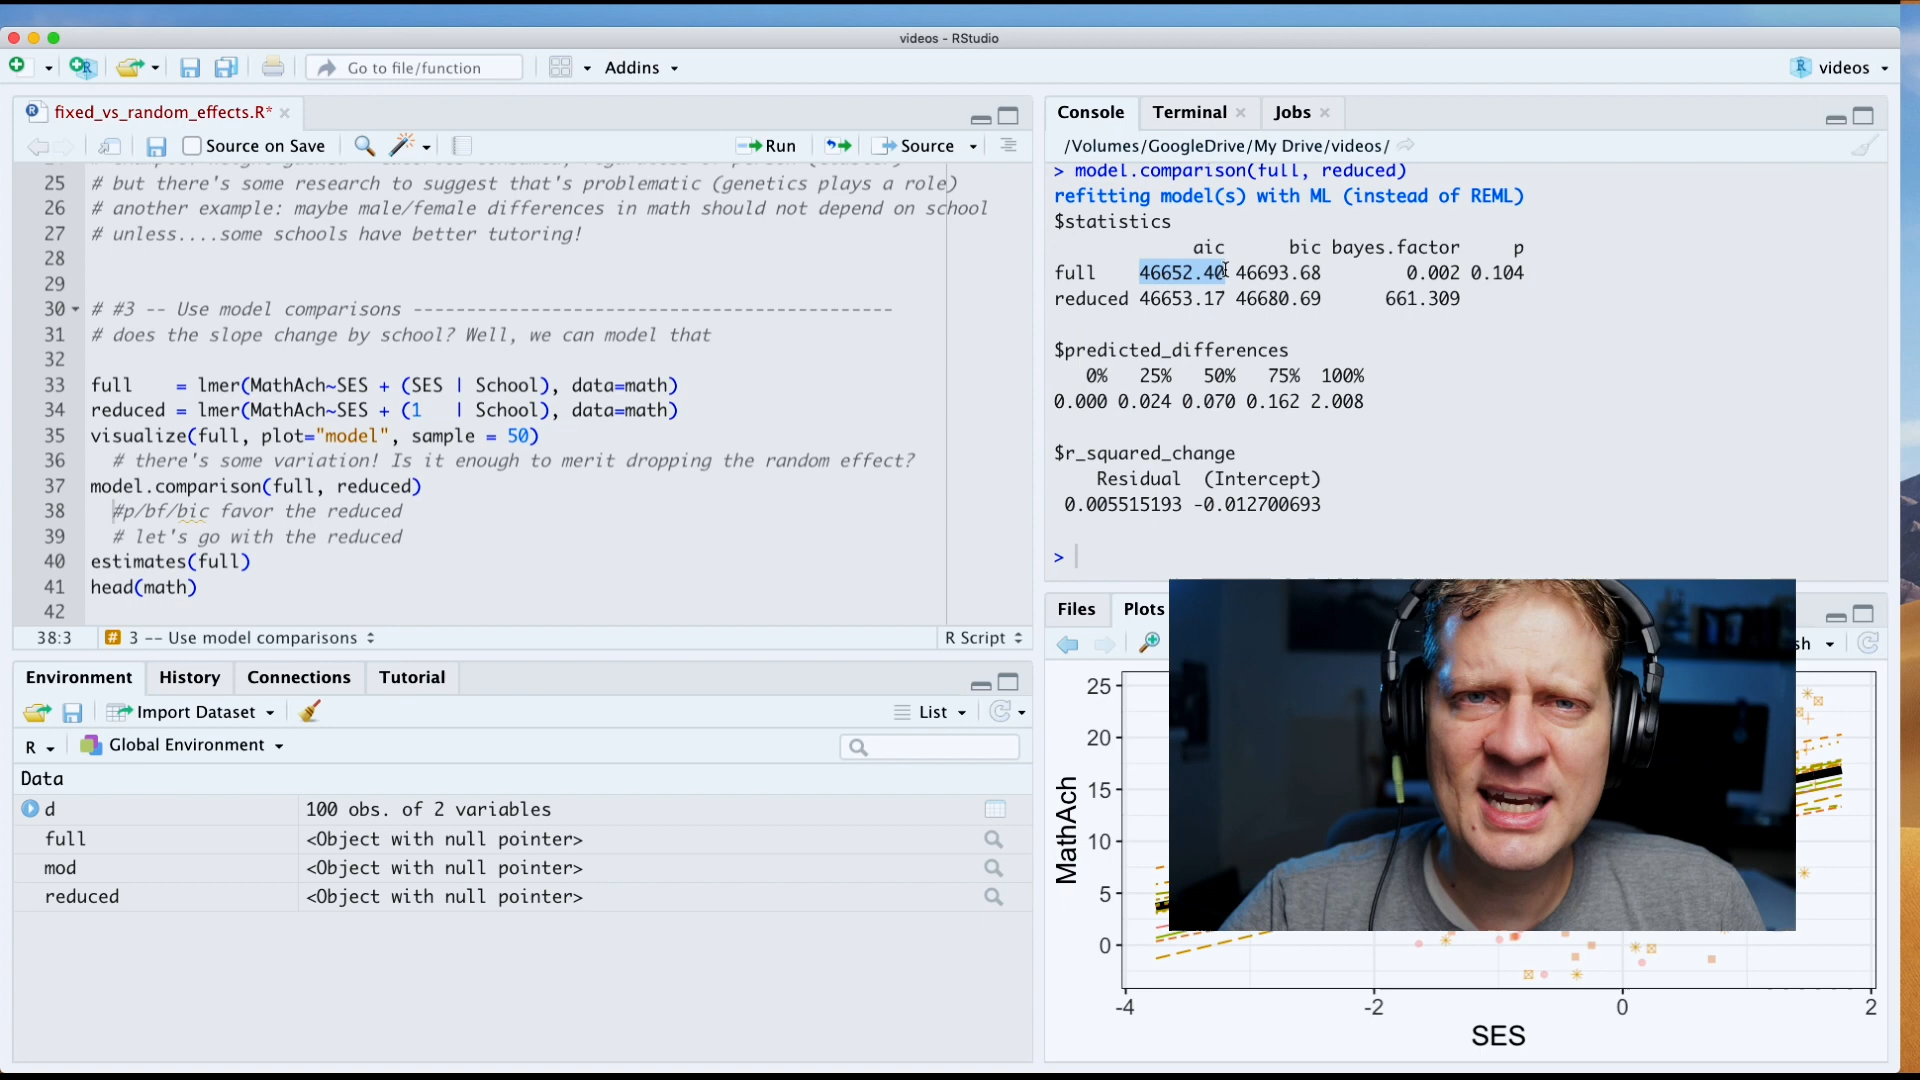 videos - RStudio
Go to file/function
Addins
videos
fixed_vs_random_effects.R*
Source on Save
Run
Source
25 # but there's some research to suggest that's problematic (genetics plays a role)
26 # another example: maybe male/female differences in math should not depend on school
27 # unless....some schools have better tutoring!
28
29
30 # #3 -- Use model comparisons ---------------------------------------------
31 # does the slope change by school? Well, we can model that
32
33 full    = lmer(MathAch~SES + (SES | School), data=math)
34 reduced = lmer(MathAch~SES + (1   | School), data=math)
35 visualize(full, plot="model", sample = 50)
36 # there's some variation! Is it enough to merit dropping the random effect?
37 model.comparison(full, reduced)
38 #p/bf/bic favor the reduced
39 # let's go with the reduced
40 estimates(full)
41 head(math)
42
38:3
# 3 -- Use model comparisons
R Script
Environment
History
Connections
Tutorial
Import Dataset
List
R
Global Environment
Data
d 100 obs. of 2 variables
full <Object with null pointer>
mod <Object with null pointer>
reduced <Object with null pointer>
Console
Terminal
Jobs
/Volumes/GoogleDrive/My Drive/videos/
> model.comparison(full, reduced)
refitting model(s) with ML (instead of REML)
$statistics
aic bic bayes.factor p
full 46652.40 46693.68 0.002 0.104
reduced 46653.17 46680.69 661.309
$predicted_differences
0% 25% 50% 75% 100%
0.000 0.024 0.070 0.162 2.008
$r_squared_change
Residual (Intercept)
0.005515193 -0.012700693
>
Files
Plots
25
20
15
10
5
0
MathAch
-4
-2
0
2
SES